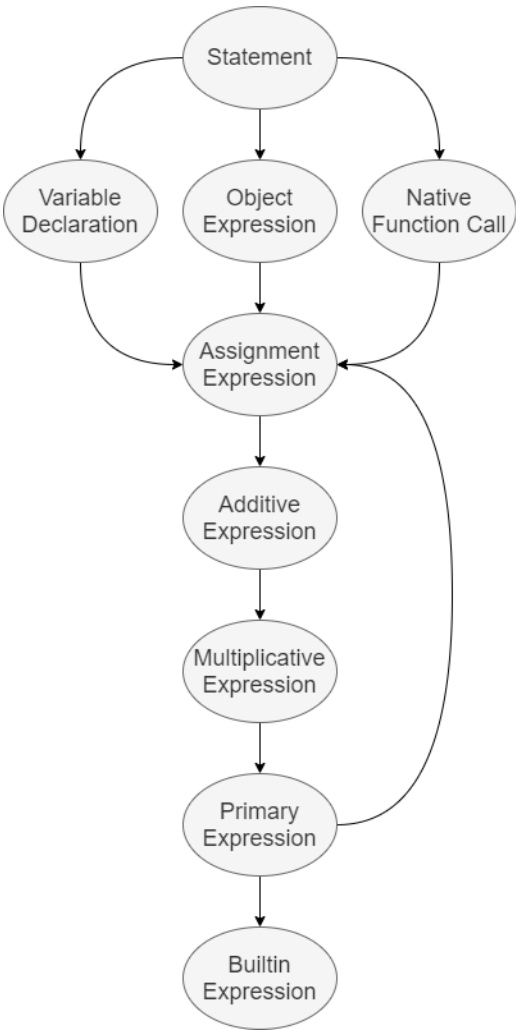 Statement
Variable
Declaration
Object
Expression
Native
Function Call
Assignment
Expression
Additive
Expression
Multiplicative
Expression
Primary
Expression
Builtin
Expression